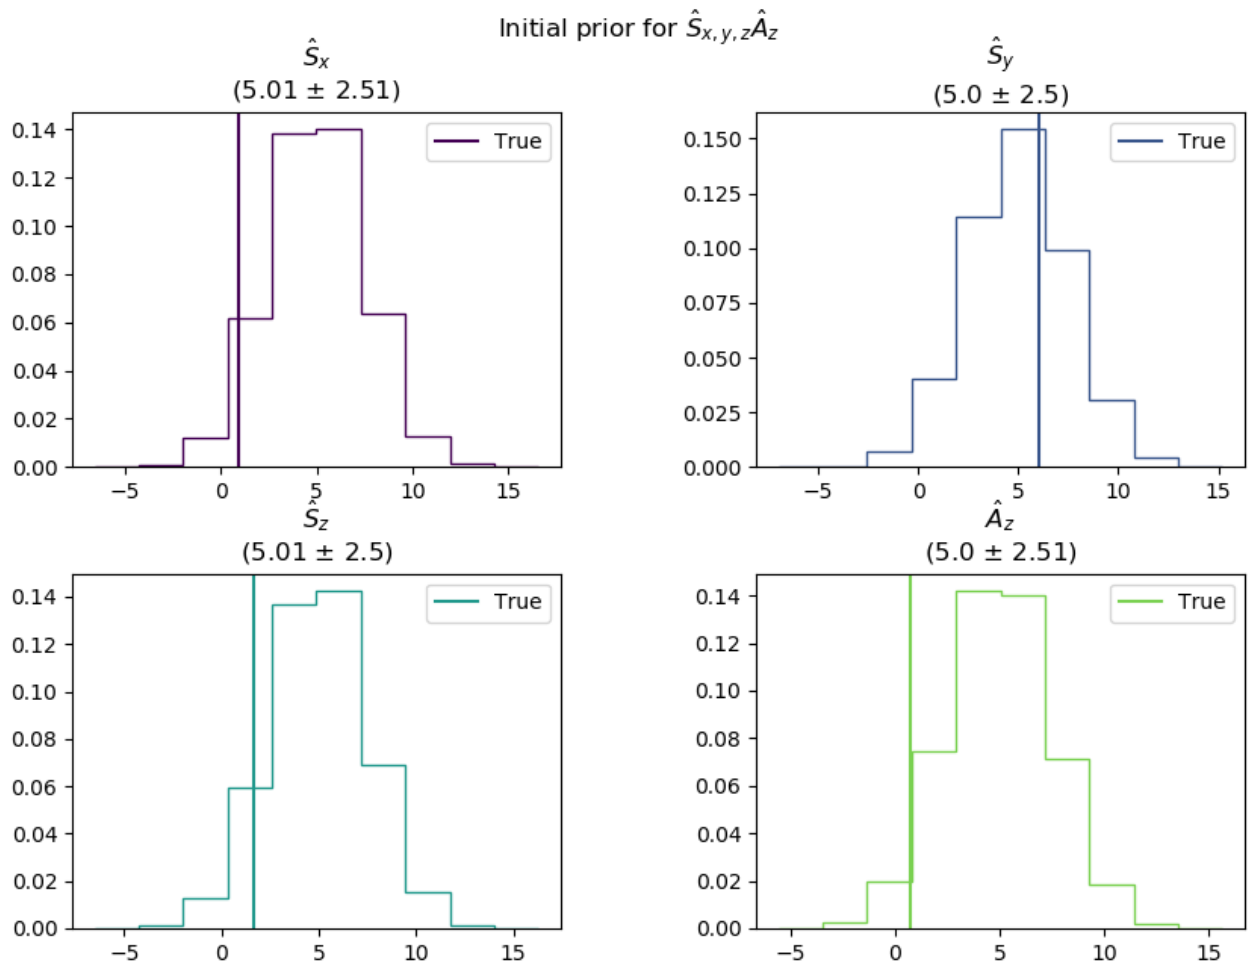 Initial prior for Ŝx,y,zÂz
Ŝx
(5.01 ± 2.51)
True
0.14
0.12
0.10
0.08
0.06
0.04
0.02
0.00
−5 0 5 10 15
Ŝy
(5.0 ± 2.5)
True
0.150
0.125
0.100
0.075
0.050
0.025
0.000
−5 0 5 10 15
Ŝz
(5.01 ± 2.5)
True
0.14
0.12
0.10
0.08
0.06
0.04
0.02
0.00
−5 0 5 10 15
Âz
(5.0 ± 2.51)
True
0.14
0.12
0.10
0.08
0.06
0.04
0.02
0.00
−5 0 5 10 15